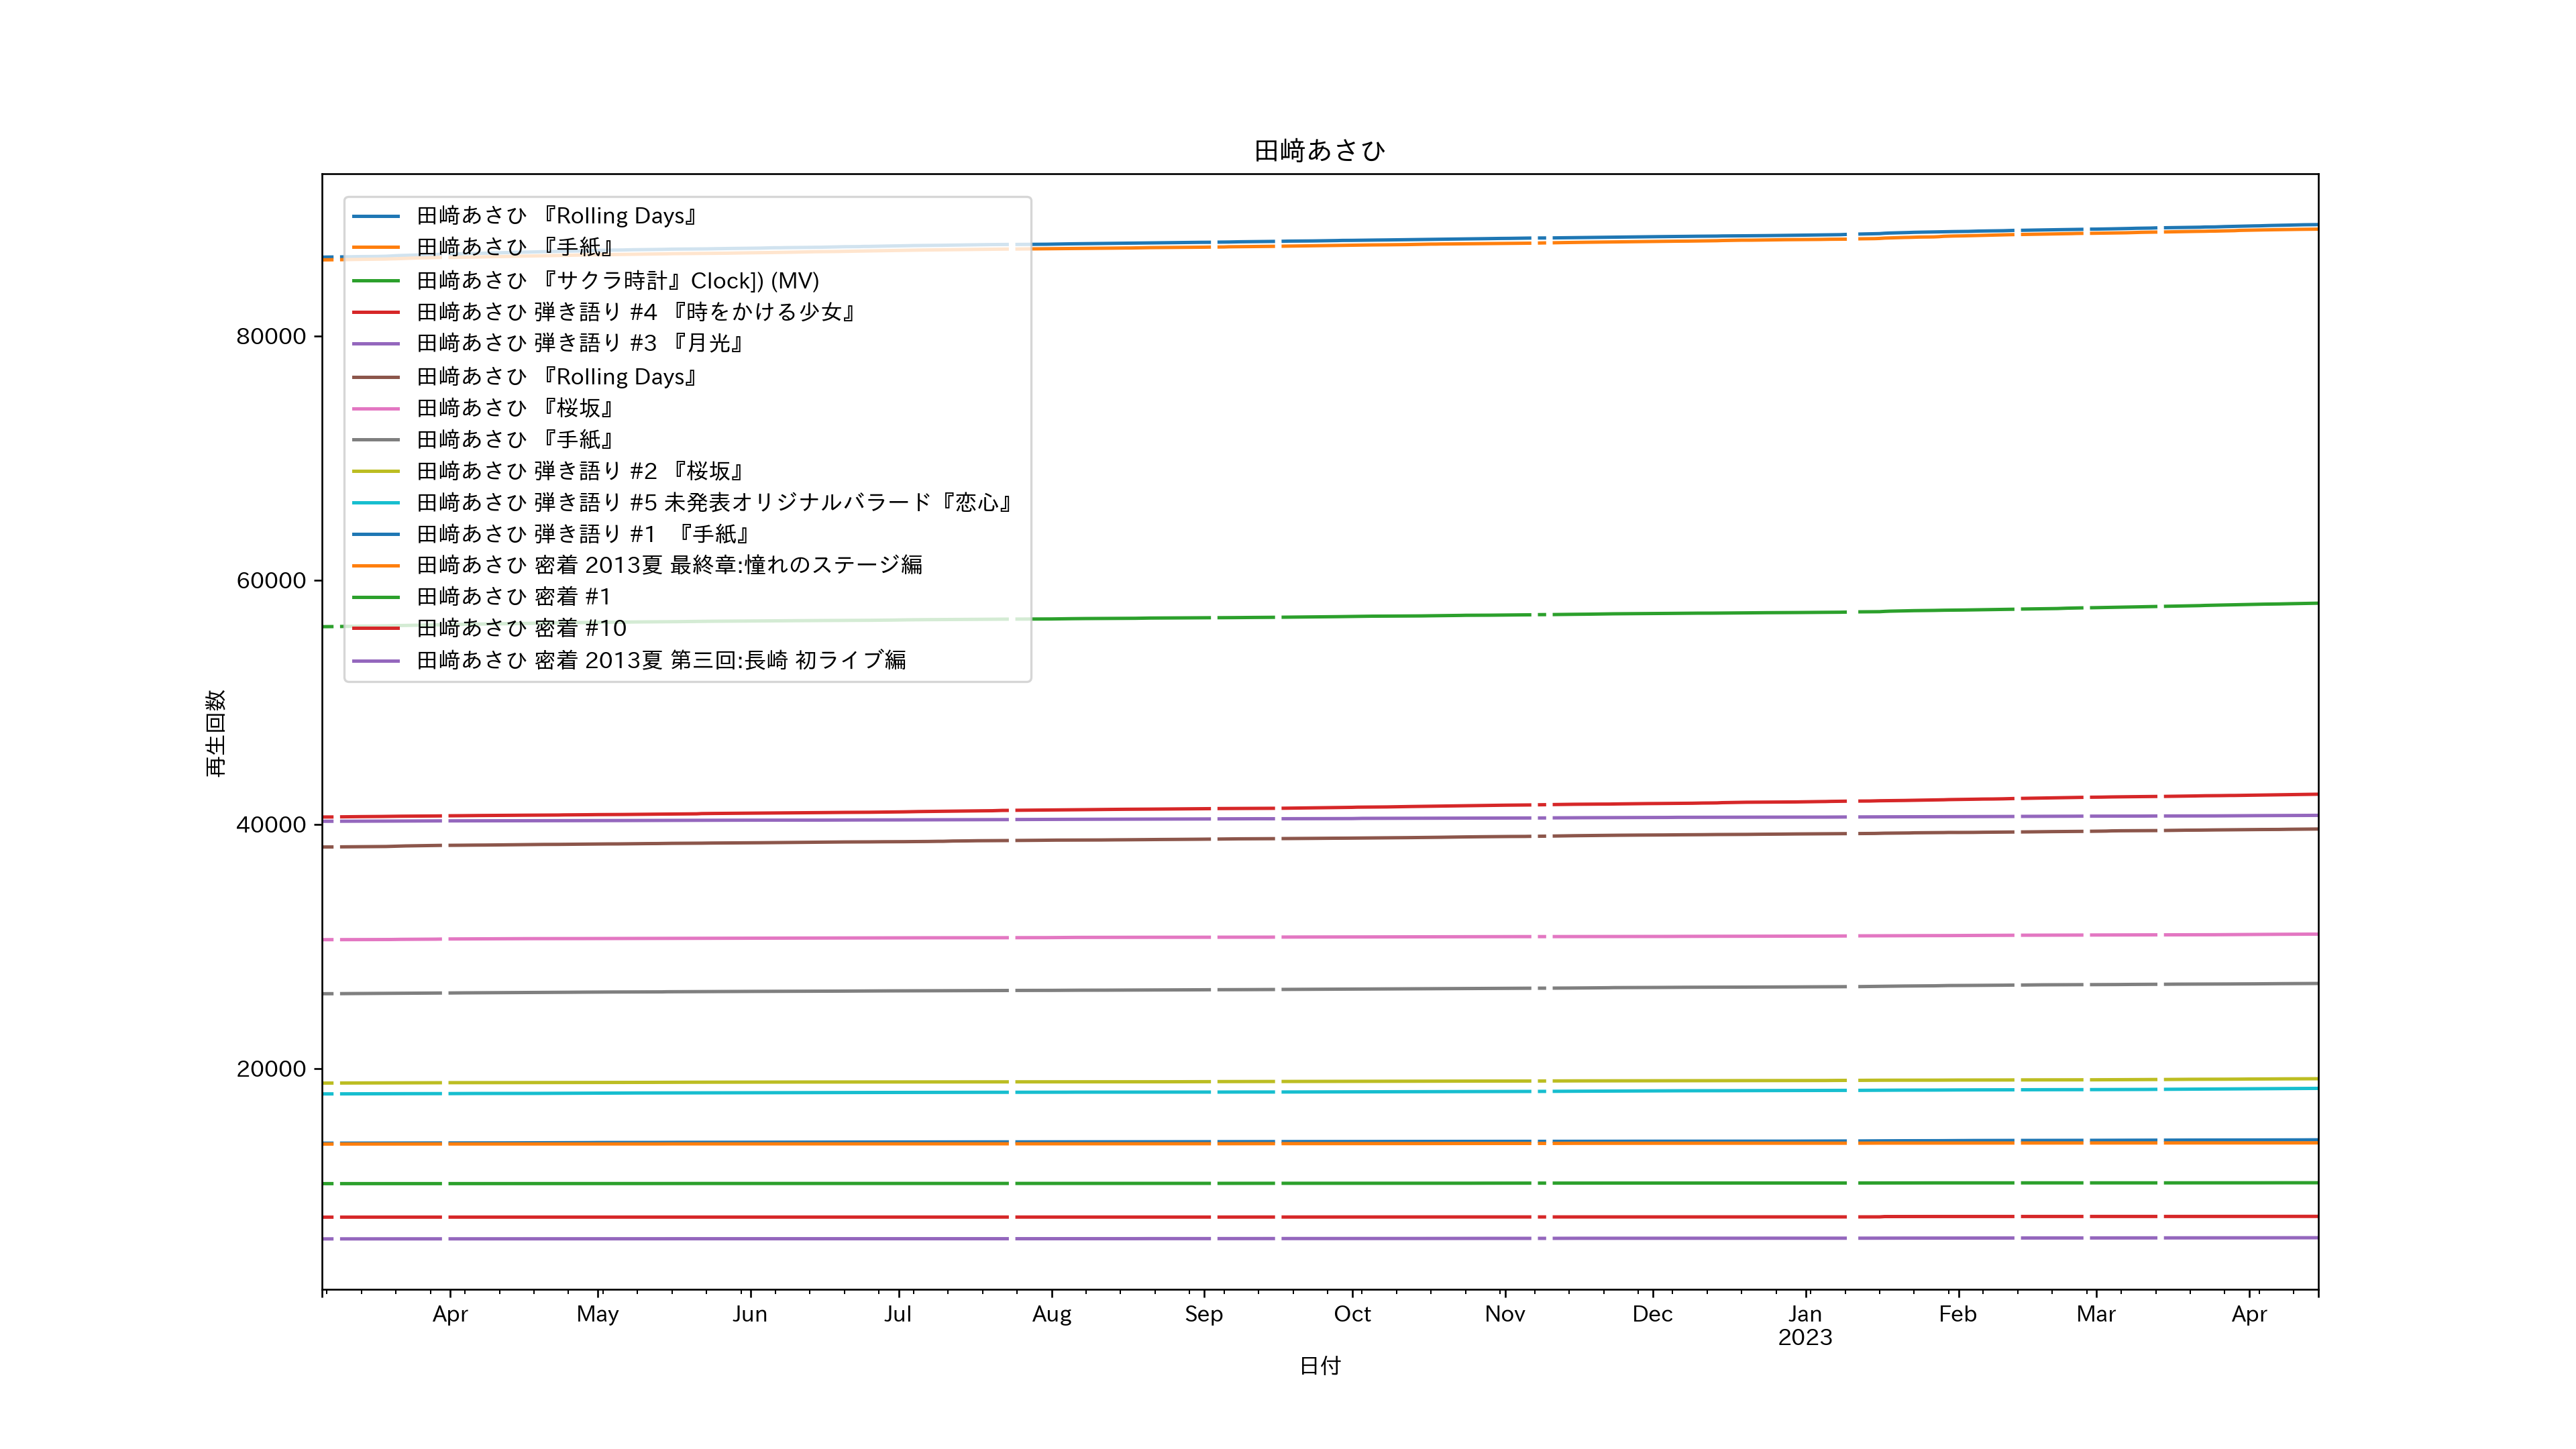 田﨑あさひ
田﨑あさひ 『Rolling Days』
田﨑あさひ 『手紙』
田﨑あさひ 『サクラ時計』Clock]) (MV)
田﨑あさひ 弾き語り #4 『時をかける少女』
田﨑あさひ 弾き語り #3 『月光』
田﨑あさひ 『Rolling Days』
田﨑あさひ 『桜坂』
田﨑あさひ 『手紙』
田﨑あさひ 弾き語り #2 『桜坂』
田﨑あさひ 弾き語り #5 未発表オリジナルバラード『恋心』
田﨑あさひ 弾き語り #1 『手紙』
田﨑あさひ 密着 2013夏 最終章:憧れのステージ編
田﨑あさひ 密着 #1
田﨑あさひ 密着 #10
田﨑あさひ 密着 2013夏 第三回:長崎 初ライブ編
80000
60000
40000
20000
再生回数
Apr May Jun Jul Aug Sep Oct Nov Dec Jan Feb Mar Apr
2023
日付